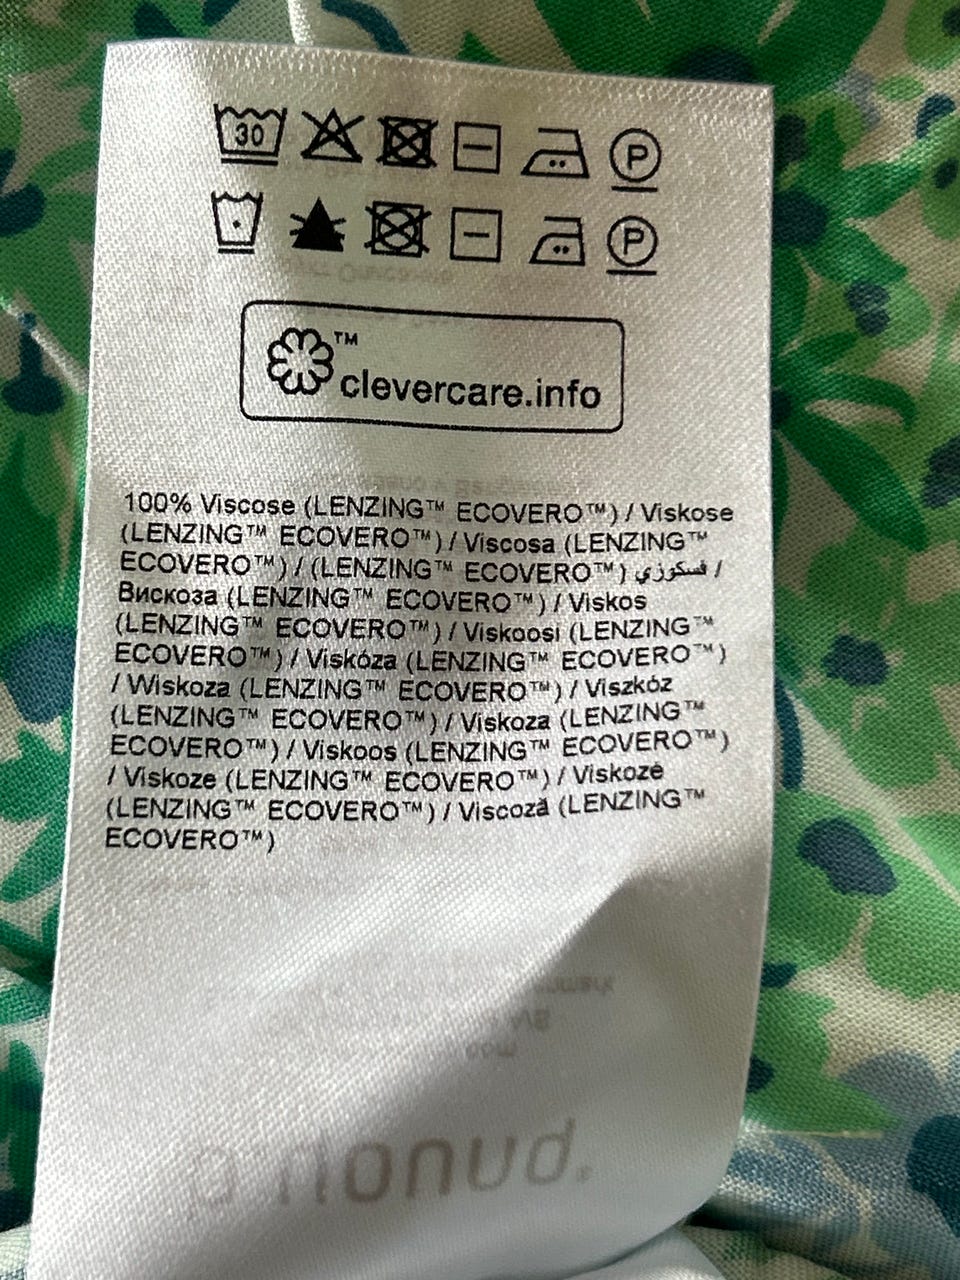 30 P
P
™
clevercare.info
100% Viscose (LENZING™ ECOVERO™) / Viskose
(LENZING™ ECOVERO™) / Viscosa (LENZING™
ECOVERO™) / (LENZING™ ECOVERO™) فسكوزي /
Вискоза (LENZING™ ECOVERO™) / Viskos
(LENZING™ ECOVERO™) / Viskoosi (LENZING™
ECOVERO™) / Viskóza (LENZING™ ECOVERO™)
/ Wiskoza (LENZING™ ECOVERO™) / Viszkóz
(LENZING™ ECOVERO™) / Viskoza (LENZING™
ECOVERO™) / Viskoos (LENZING™ ECOVERO™)
/ Viskoze (LENZING™ ECOVERO™) / Viskozė
(LENZING™ ECOVERO™) / Viscoză (LENZING™
ECOVERO™)